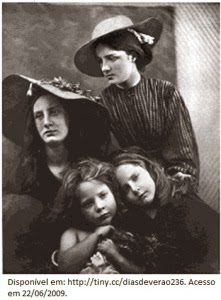 Disponível em: http://tiny.cc/diasdeverao236. Acesso
em 22/06/2009.